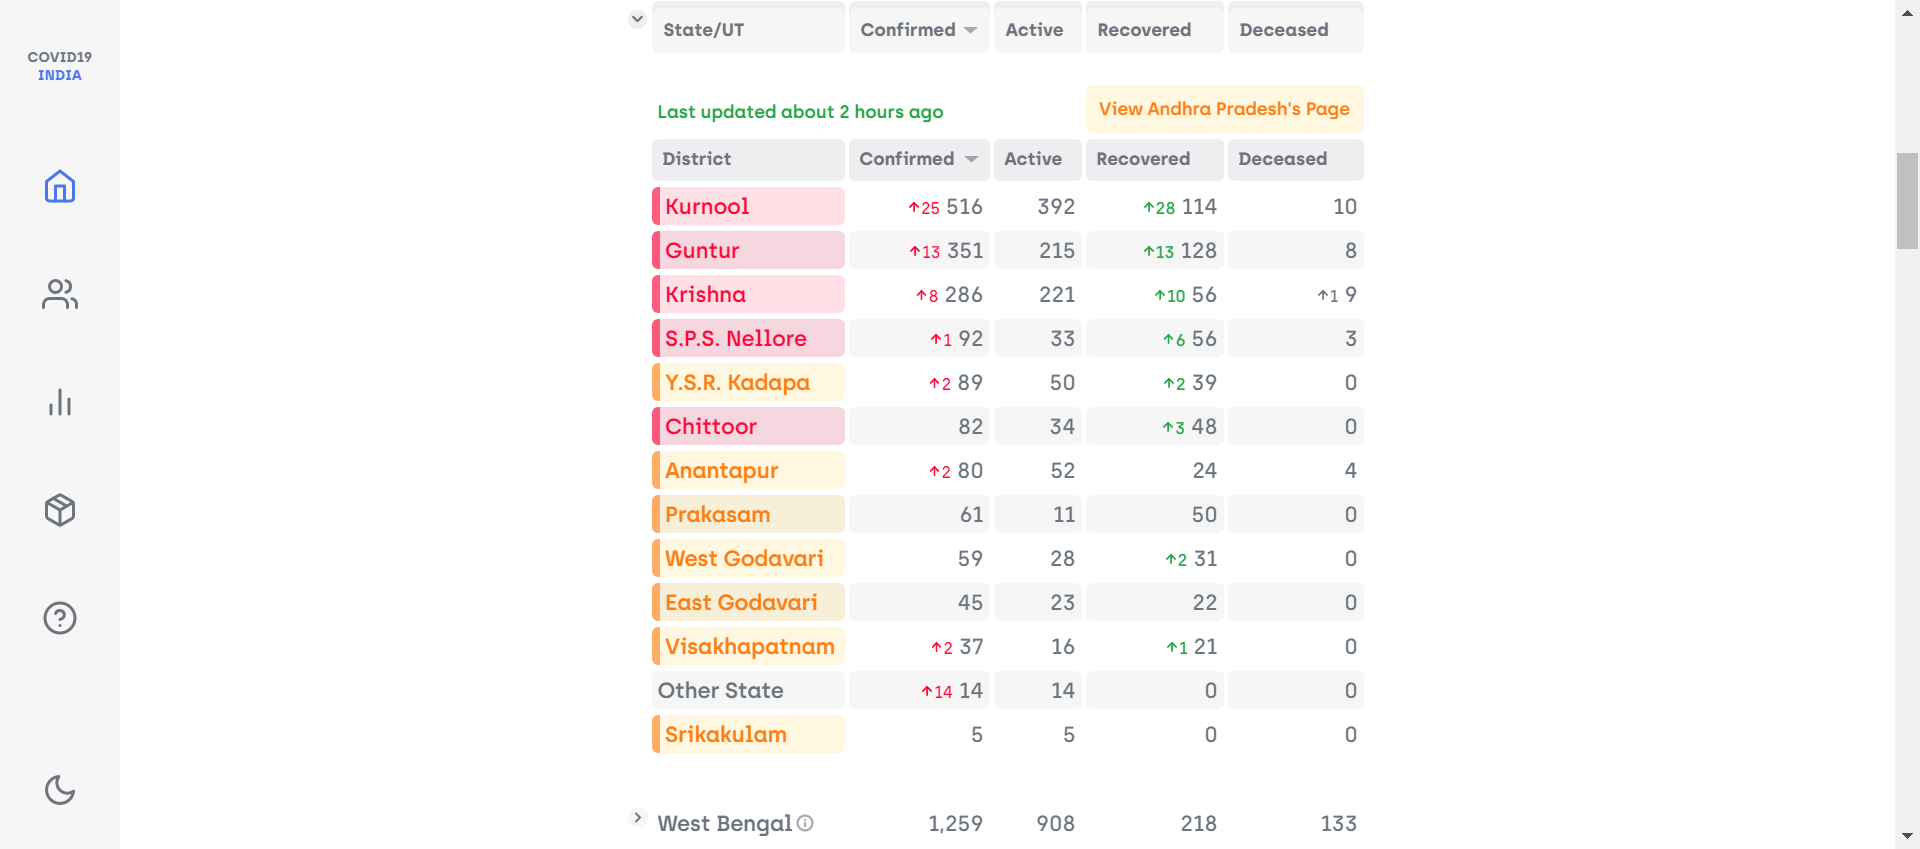 COVID19
INDIA
State/UT Confirmed Active Recovered Deceased
Last updated about 2 hours ago View Andhra Pradesh's Page
District Confirmed Active Recovered Deceased
Kurnool ↑25 516 392 ↑28 114 10
Guntur ↑13 351 215 ↑13 128 8
Krishna ↑8 286 221 ↑10 56 ↑1 9
S.P.S. Nellore ↑1 92 33 ↑6 56 3
Y.S.R. Kadapa ↑2 89 50 ↑2 39 0
Chittoor 82 34 ↑3 48 0
Anantapur ↑2 80 52 24 4
Prakasam 61 11 50 0
West Godavari 59 28 ↑2 31 0
East Godavari 45 23 22 0
Visakhapatnam ↑2 37 16 ↑1 21 0
Other State ↑14 14 14 0 0
Srikakulam 5 5 0 0
West Bengal 1,259 908 218 133